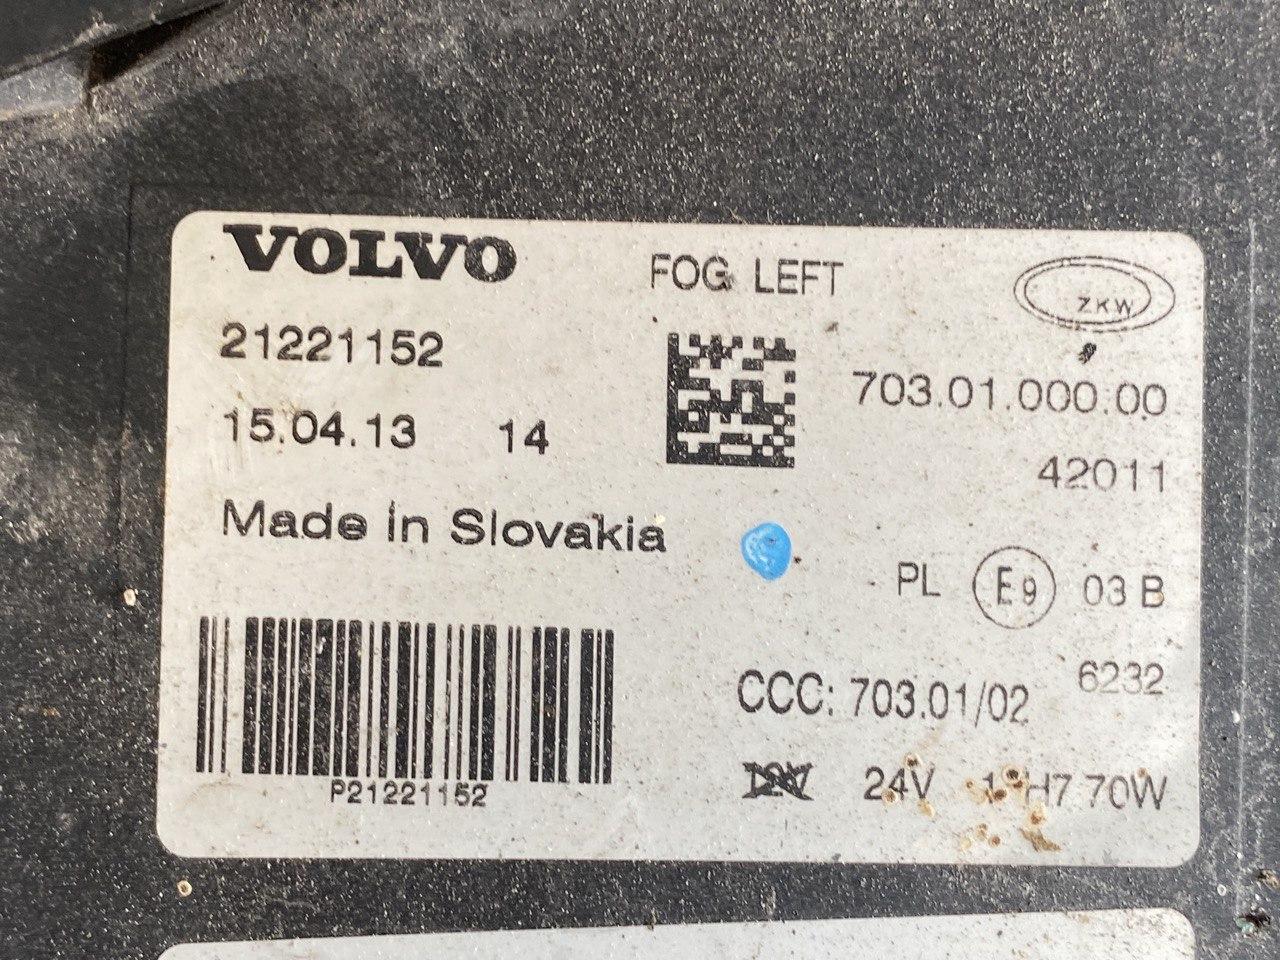 VOLVO
FOG LEFT
ZKW
21221152
703.01.000.00
15.04.13 14
42011
Made in Slovakia
PL E9 03 B
6232
CCC: 703.01/02
P21221152
12V 24V 1*H7 70W